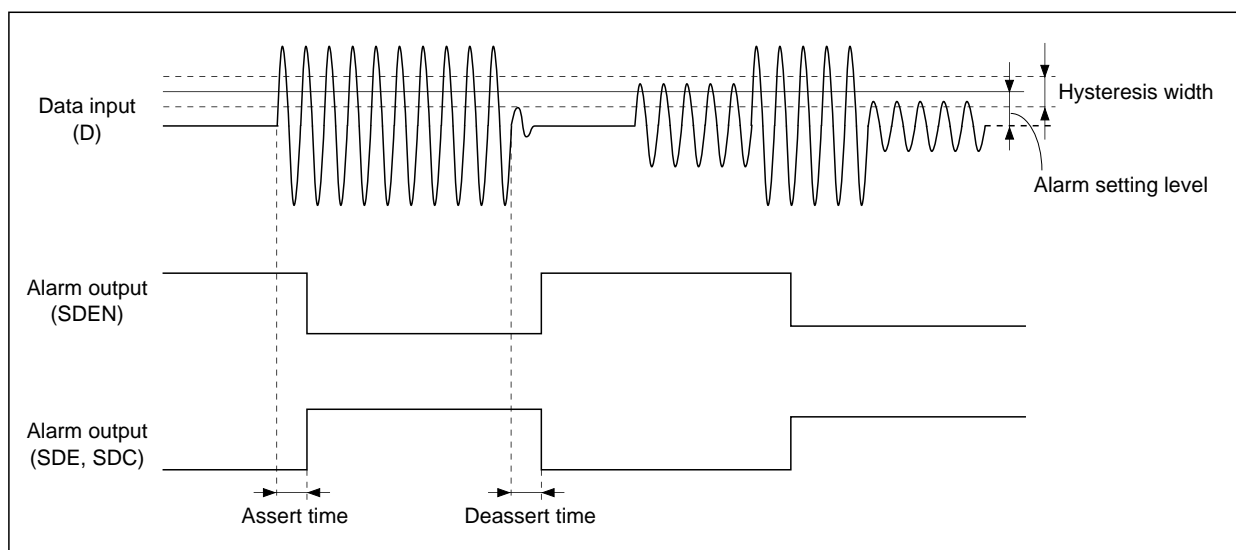 Data input
(D)
Hysteresis width
Alarm setting level
Alarm output
(SDEN)
Alarm output
(SDE, SDC)
Assert time
Deassert time